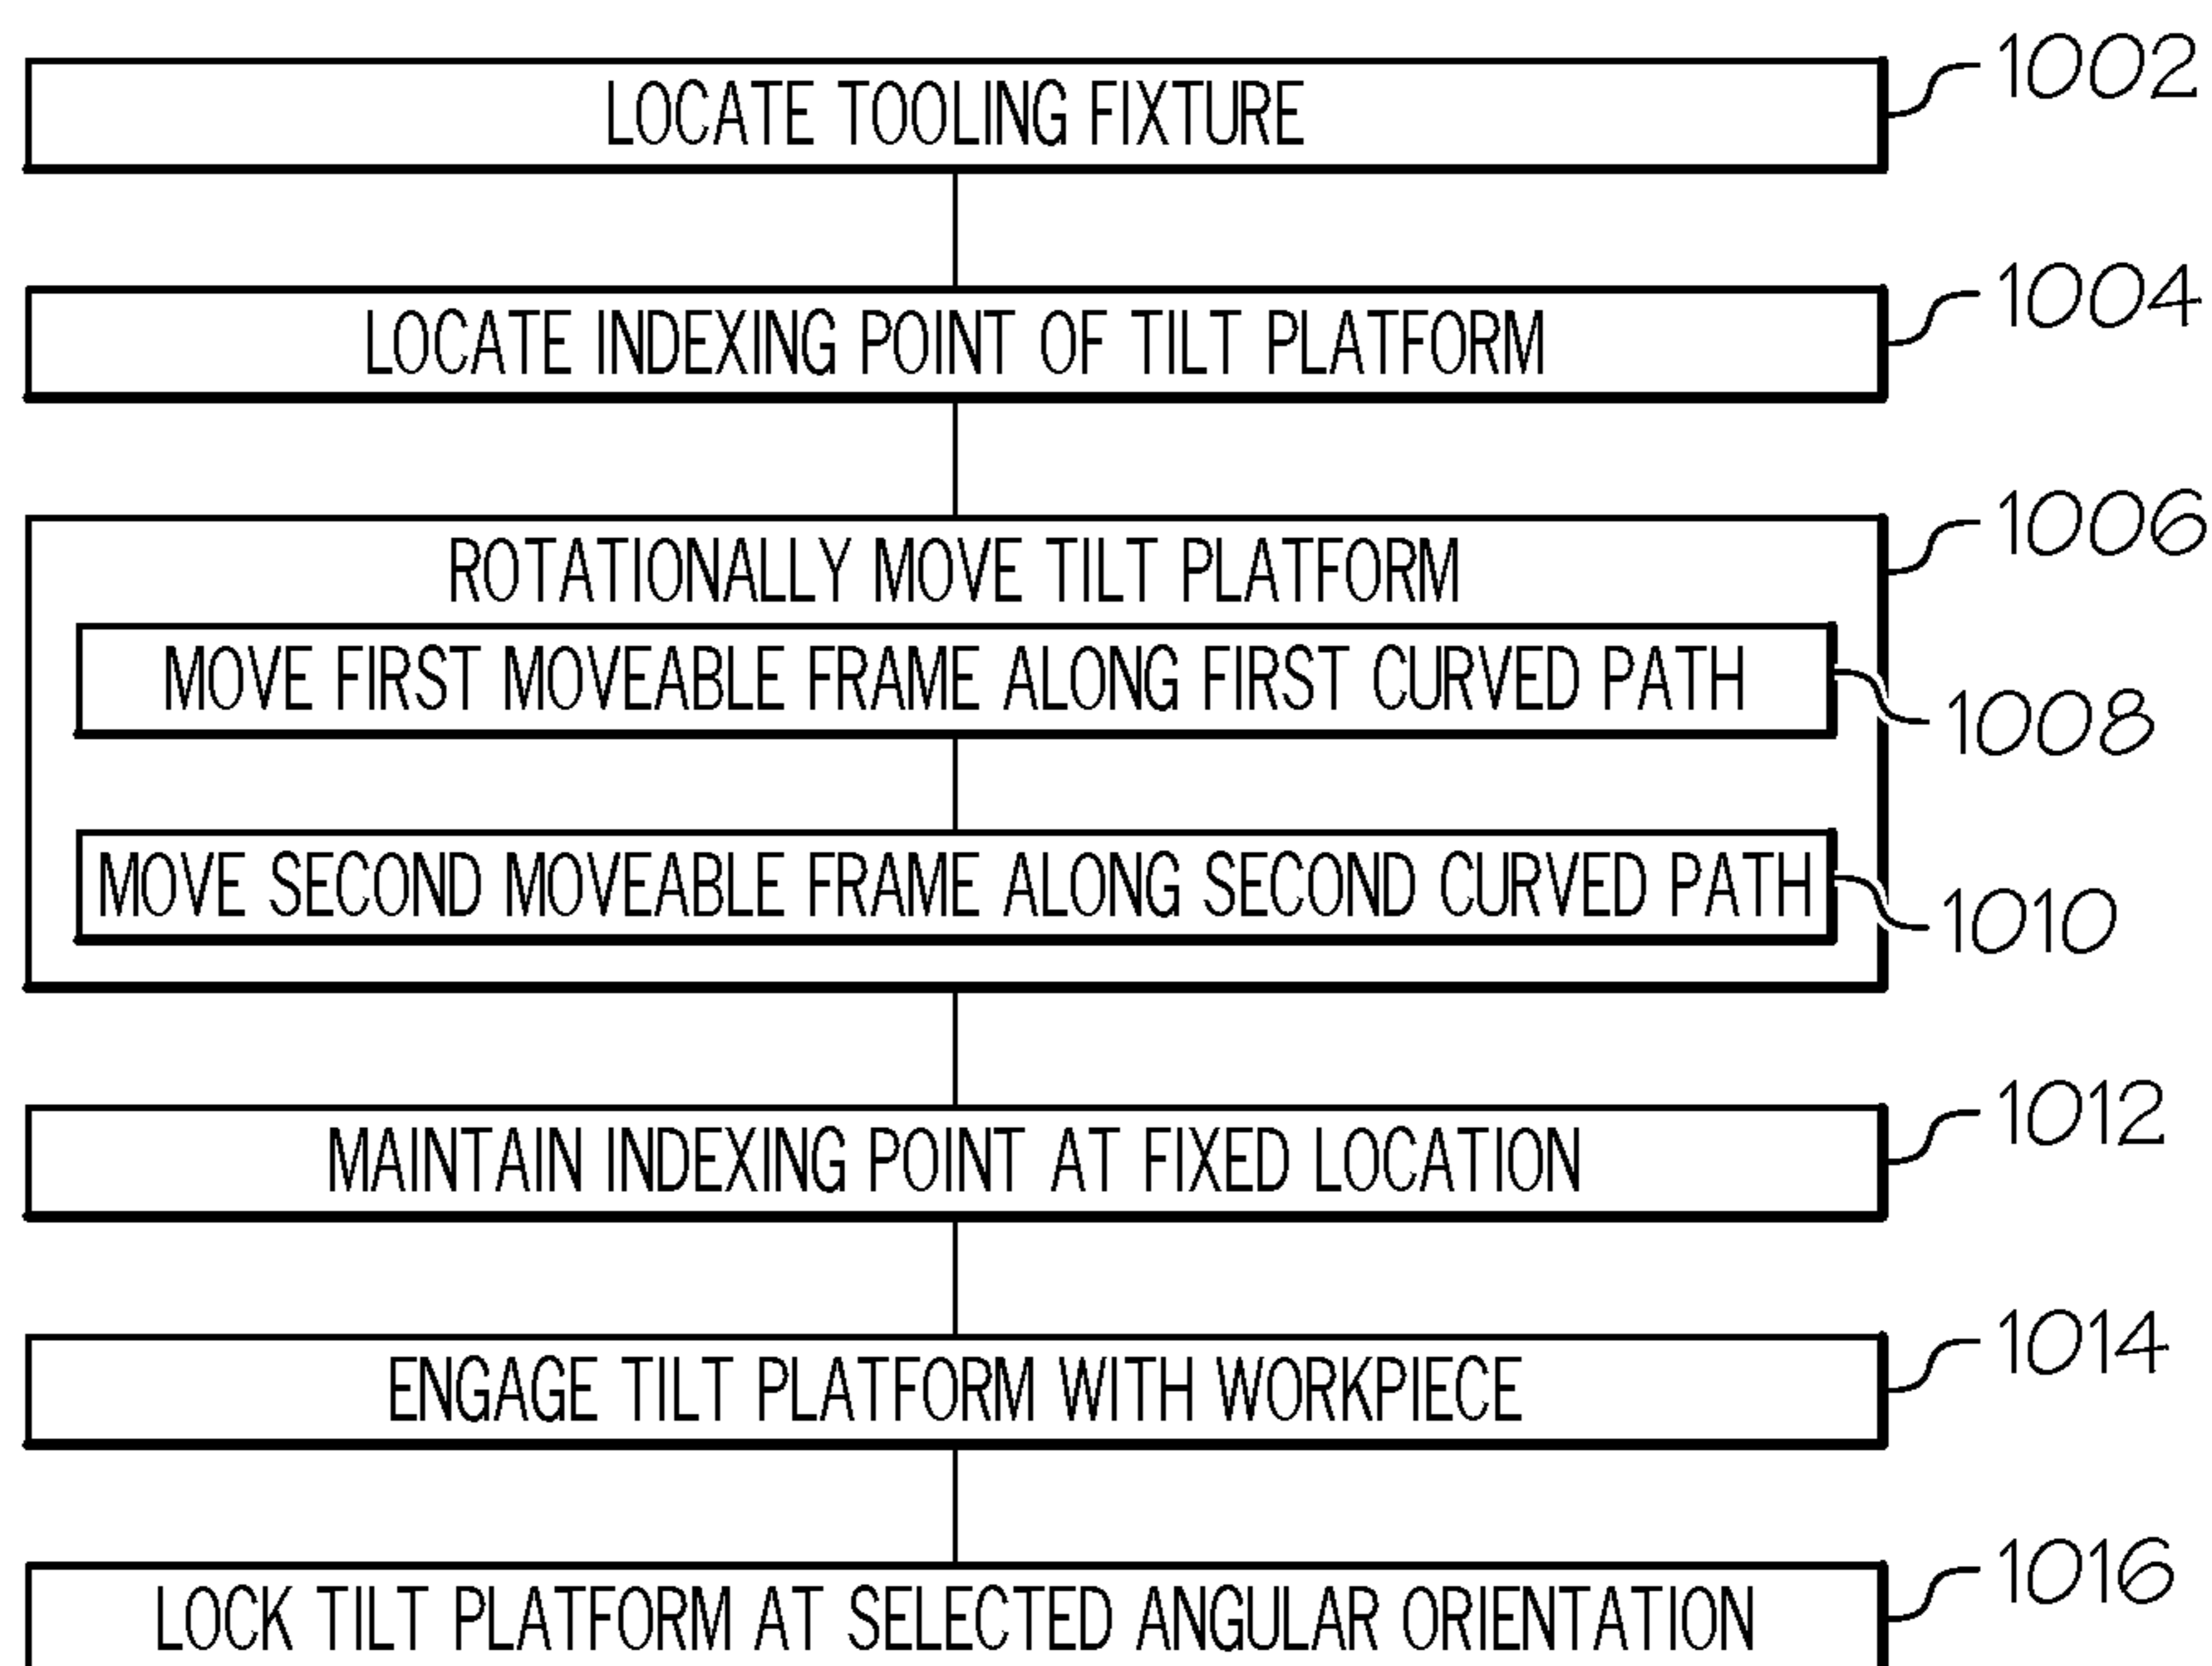 LOCATE TOOLING FIXTURE 1002
LOCATE INDEXING POINT OF TILT PLATFORM 1004
ROTATIONALLY MOVE TILT PLATFORM 1006
MOVE FIRST MOVEABLE FRAME ALONG FIRST CURVED PATH 1008
MOVE SECOND MOVEABLE FRAME ALONG SECOND CURVED PATH 1010
MAINTAIN INDEXING POINT AT FIXED LOCATION 1012
ENGAGE TILT PLATFORM WITH WORKPIECE 1014
LOCK TILT PLATFORM AT SELECTED ANGULAR ORIENTATION 1016